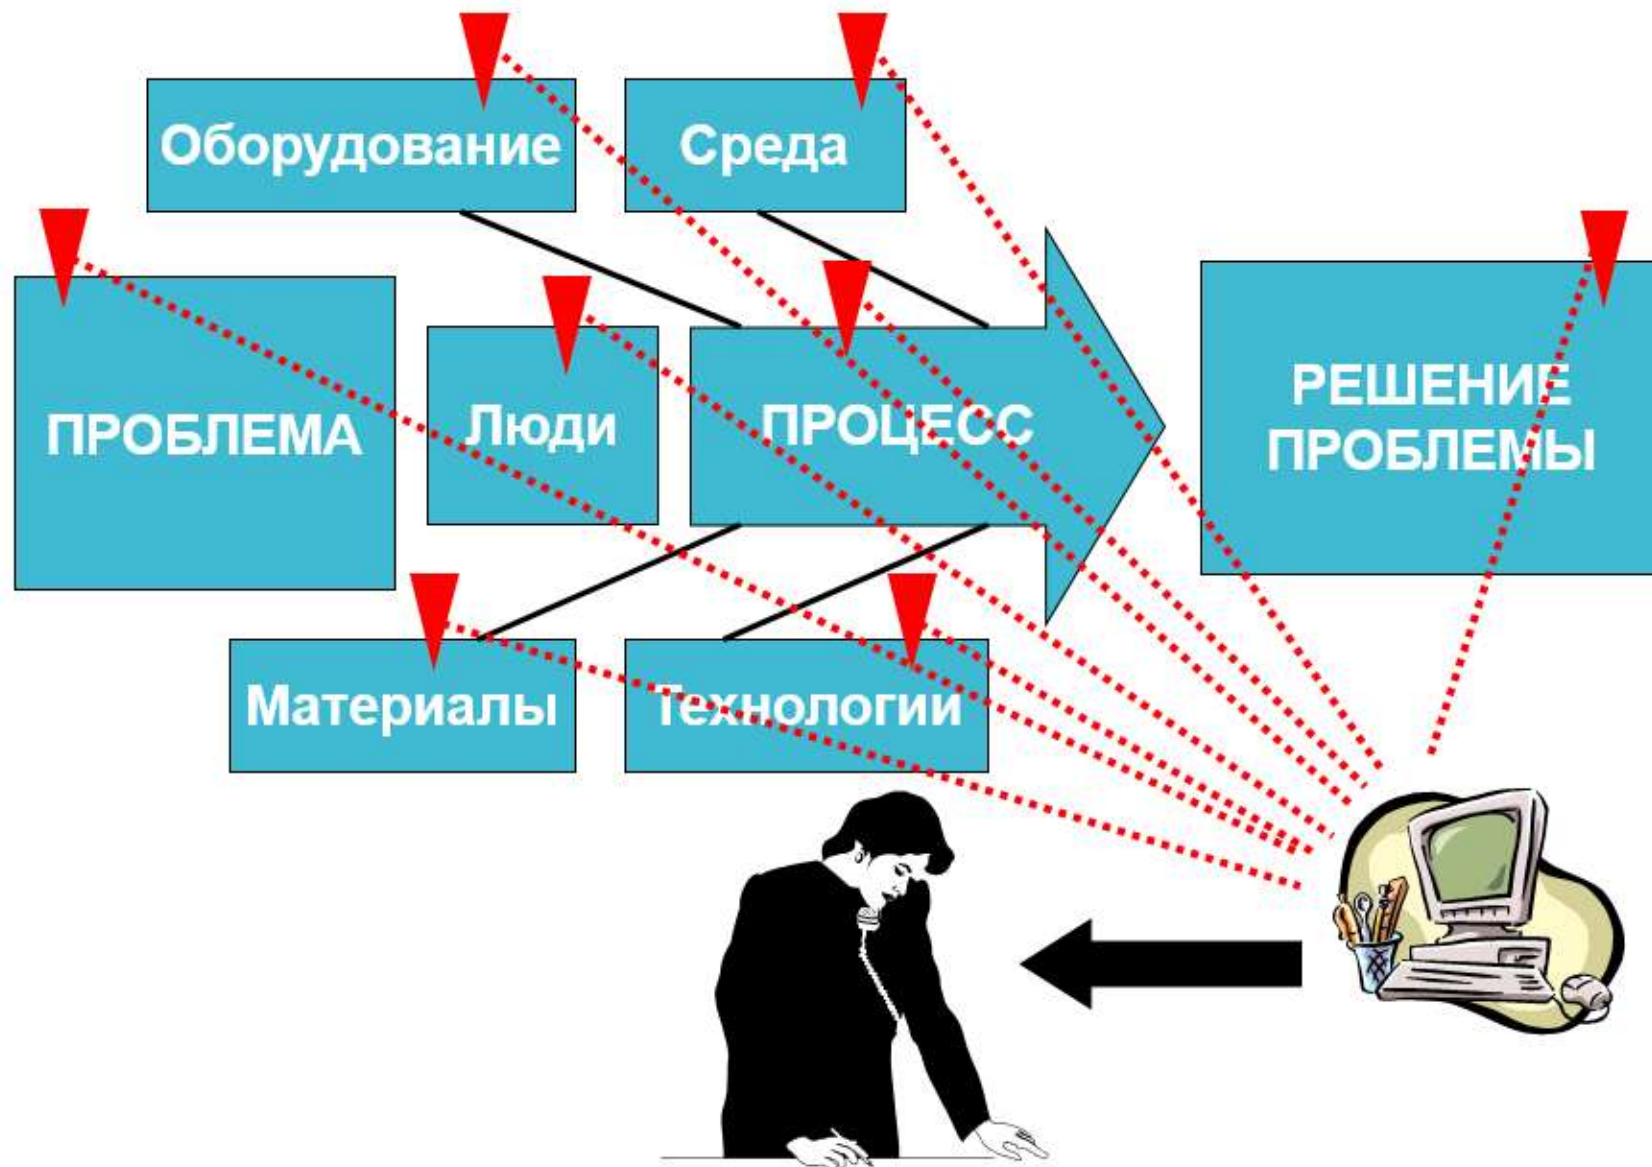 Оборудование
Среда
ПРОБЛЕМА
Люди
ПРОЦЕСС
РЕШЕНИЕ
ПРОБЛЕМЫ
Материалы
Технологии